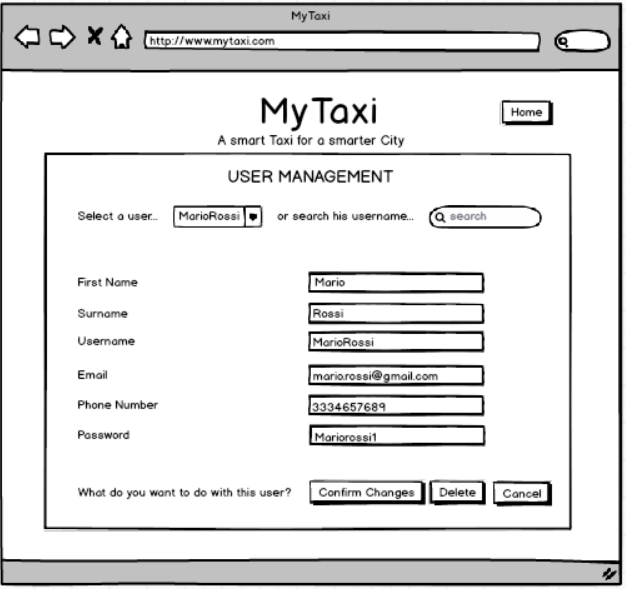 MyTaxi
http://www.mytaxi.com
MyTaxi
Home
A smart Taxi for a smarter City
USER MANAGEMENT
Select a user... MarioRossi or search his username... search
First Name Mario
Surname Rossi
Username MarioRossi
Email mario.rossi@gmail.com
Phone Number 3334657689
Password Mariorossi1
What do you want to do with this user? Confirm Changes Delete Cancel